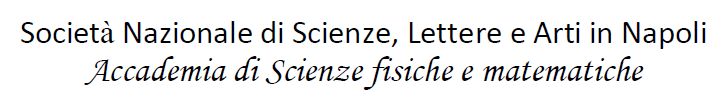 Società Nazionale di Scienze, Lettere e Arti in Napoli
Accademia di Scienze fisiche e matematiche